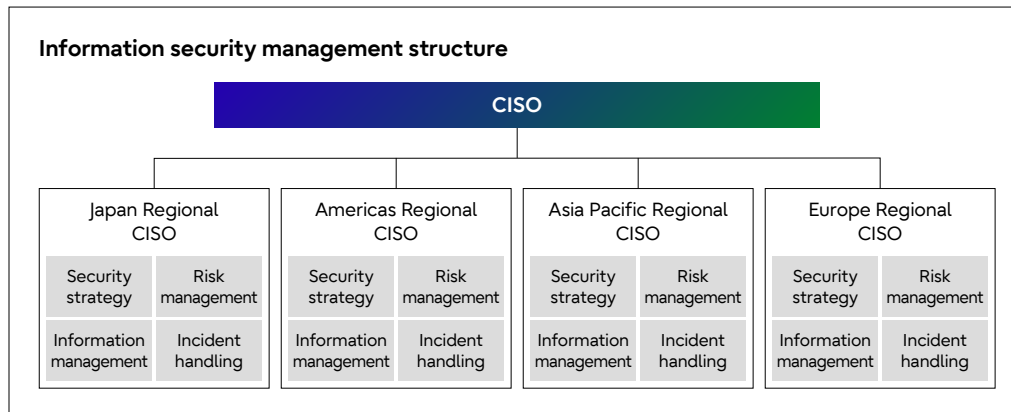 Information security management structure
CISO
Japan Regional
CISO
Security
strategy
Risk
management
Information
management
Incident
handling
Americas Regional
CISO
Security
strategy
Risk
management
Information
management
Incident
handling
Asia Pacific Regional
CISO
Security
strategy
Risk
management
Information
management
Incident
handling
Europe Regional
CISO
Security
strategy
Risk
management
Information
management
Incident
handling